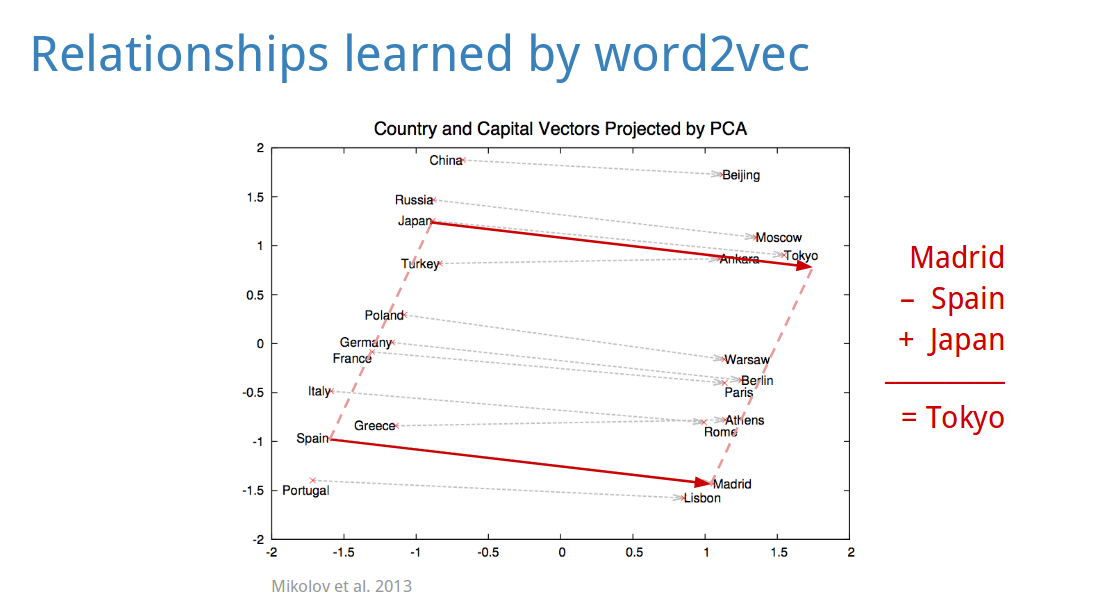 Relationships learned by word2vec
Country and Capital Vectors Projected by PCA
2
1.5
1
0.5
0
-0.5
-1
-1.5
-2
-2
-1.5
-1
-0.5
0
0.5
1
1.5
2
China
Beijing
Russia
Japan
Moscow
Turkey
Ankara
Tokyo
Poland
Germany
France
Warsaw
Berlin
Paris
Italy
Greece
Athens
Rome
Spain
Madrid
Portugal
Lisbon
Madrid
– Spain
+ Japan
= Tokyo
Mikolov et al. 2013